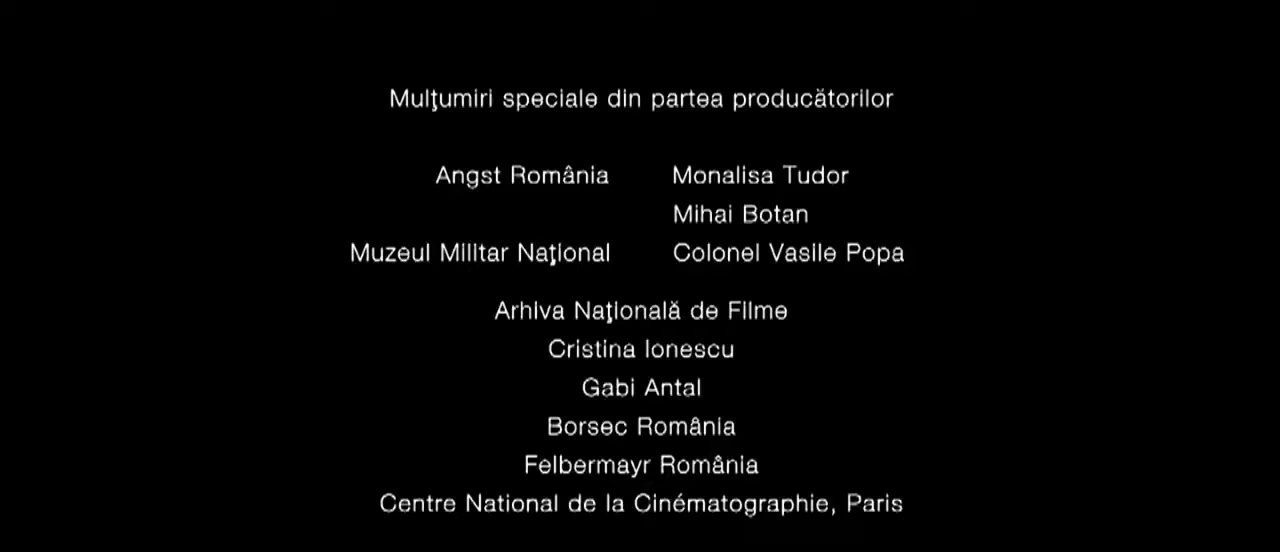 Mulţumiri speciale din partea producătorilor
Angst România Monalisa Tudor
Mihai Botan
Muzeul Militar Naţional Colonel Vasile Popa
Arhiva Naţională de Filme
Cristina Ionescu
Gabi Antal
Borsec România
Felbermayr România
Centre National de la Cinématographie, Paris